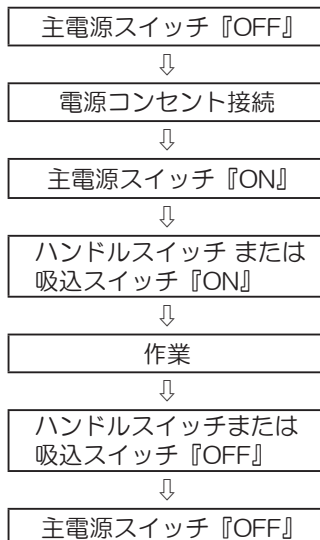 主電源スイッチ『OFF』
⇩
電源コンセント接続
⇩
主電源スイッチ『ON』
⇩
ハンドルスイッチ または
吸込スイッチ『ON』
⇩
作業
⇩
ハンドルスイッチまたは
吸込スイッチ『OFF』
⇩
主電源スイッチ『OFF』